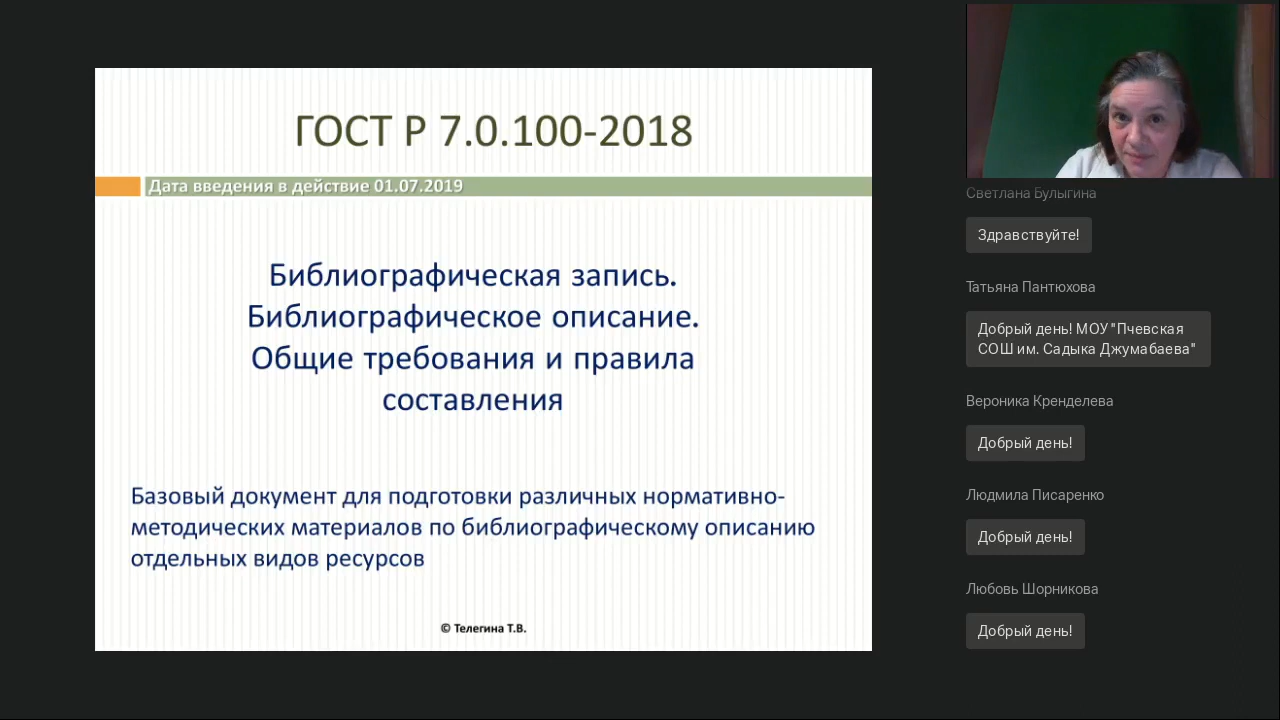 ГОСТ Р 7.0.100-2018
Дата введения в действие 01.07.2019
Библиографическая запись.
Библиографическое описание.
Общие требования и правила
составления
Базовый документ для подготовки различных нормативно-
методических материалов по библиографическому описанию
отдельных видов ресурсов
© Телегина Т.В.
Светлана Булыгина
Здравствуйте!
Татьяна Пантюхова
Добрый день! МОУ "Пчевская
СОШ им. Садыка Джумабаева"
Вероника Кренделева
Добрый день!
Людмила Писаренко
Добрый день!
Любовь Шорникова
Добрый день!